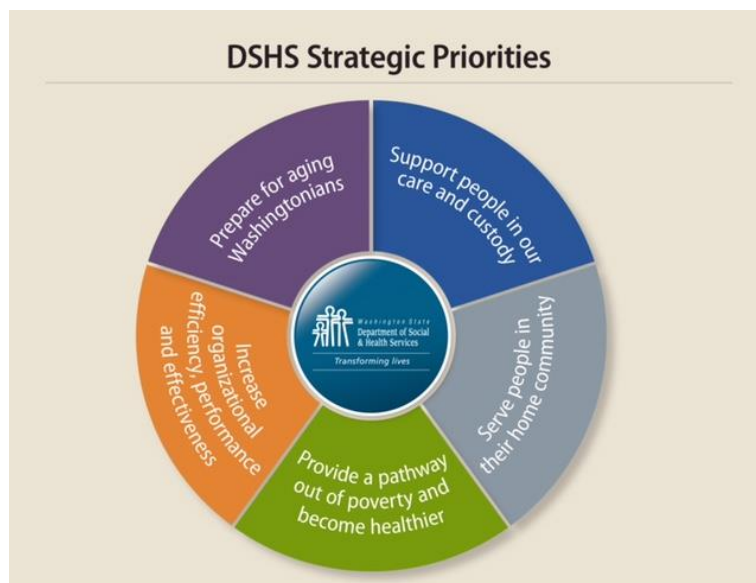 DSHS Strategic Priorities
Prepare for aging
Washingtonians
Support people in our
care and custody
Increase
organizational
efficiency, performance
and effectiveness
Washington State
Department of Social
& Health Services
Transforming lives
Serve people in
their home community
Provide a pathway
out of poverty and
become healthier